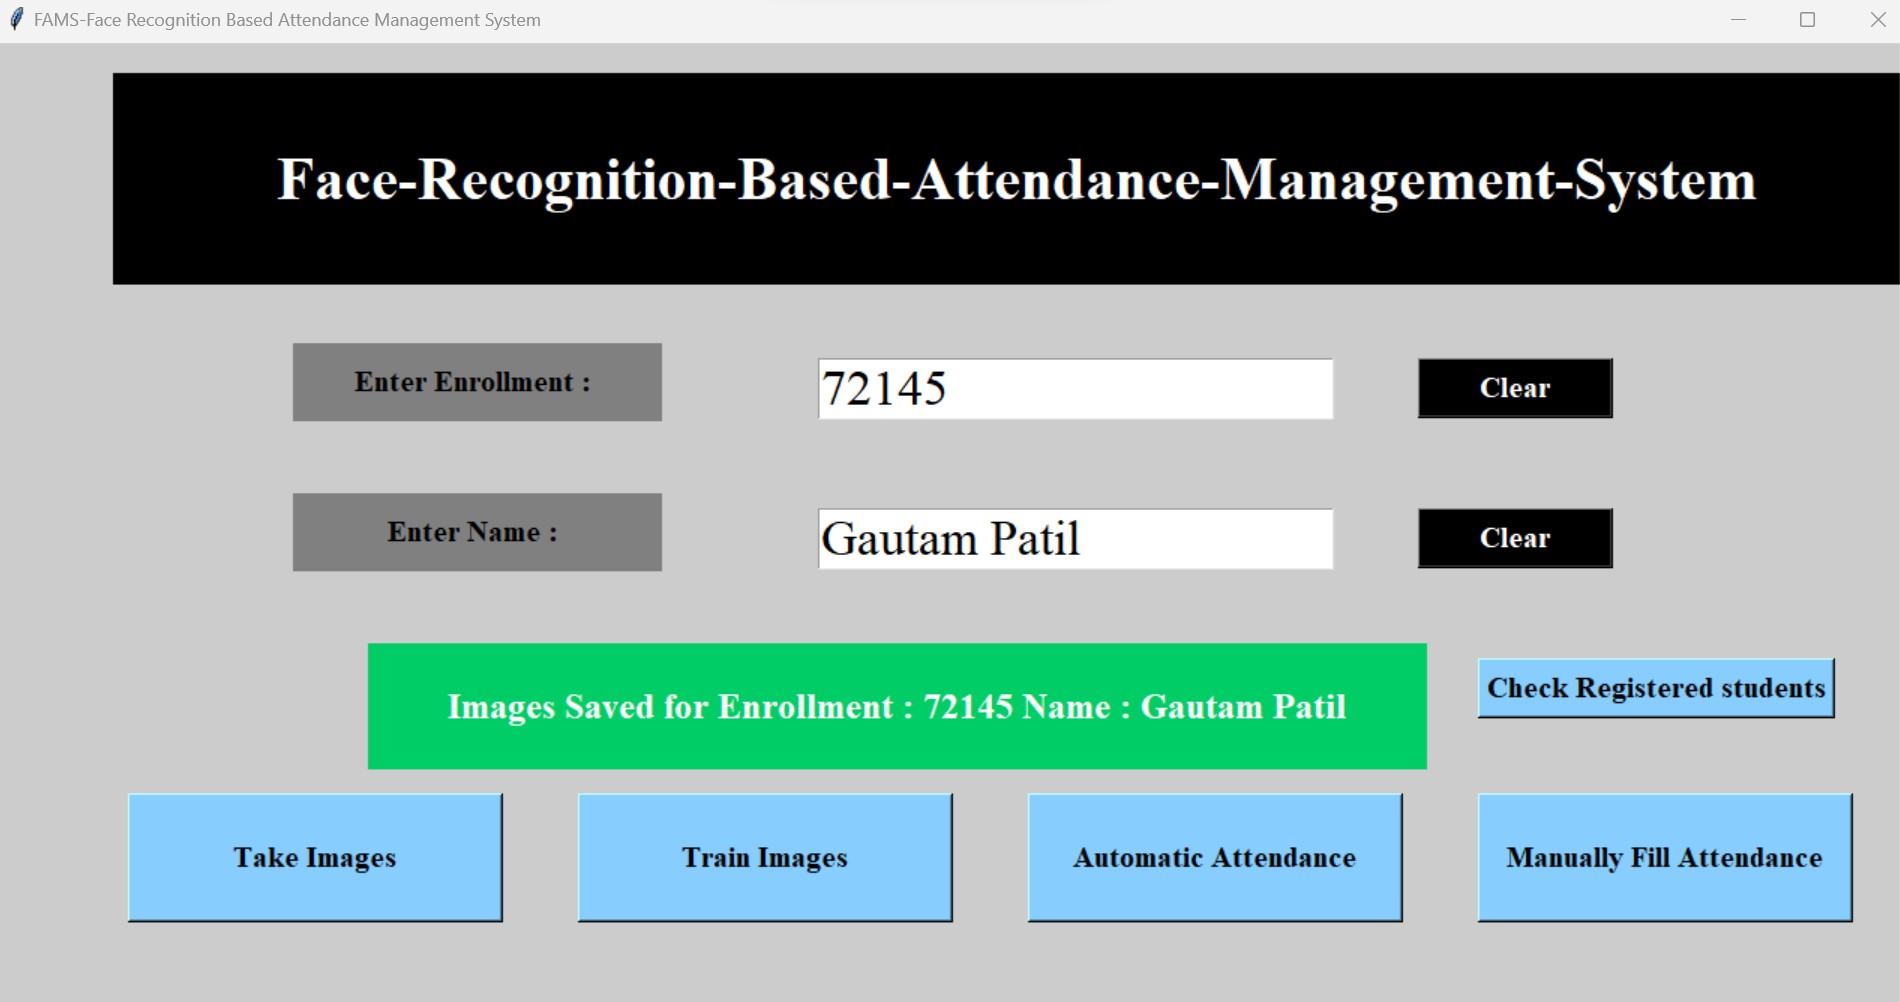 FAMS-Face Recognition Based Attendance Management System
Face-Recognition-Based-Attendance-Management-System
Enter Enrollment :
72145
Clear
Enter Name :
Gautam Patil
Clear
Images Saved for Enrollment : 72145 Name : Gautam Patil
Check Registered students
Take Images
Train Images
Automatic Attendance
Manually Fill Attendance